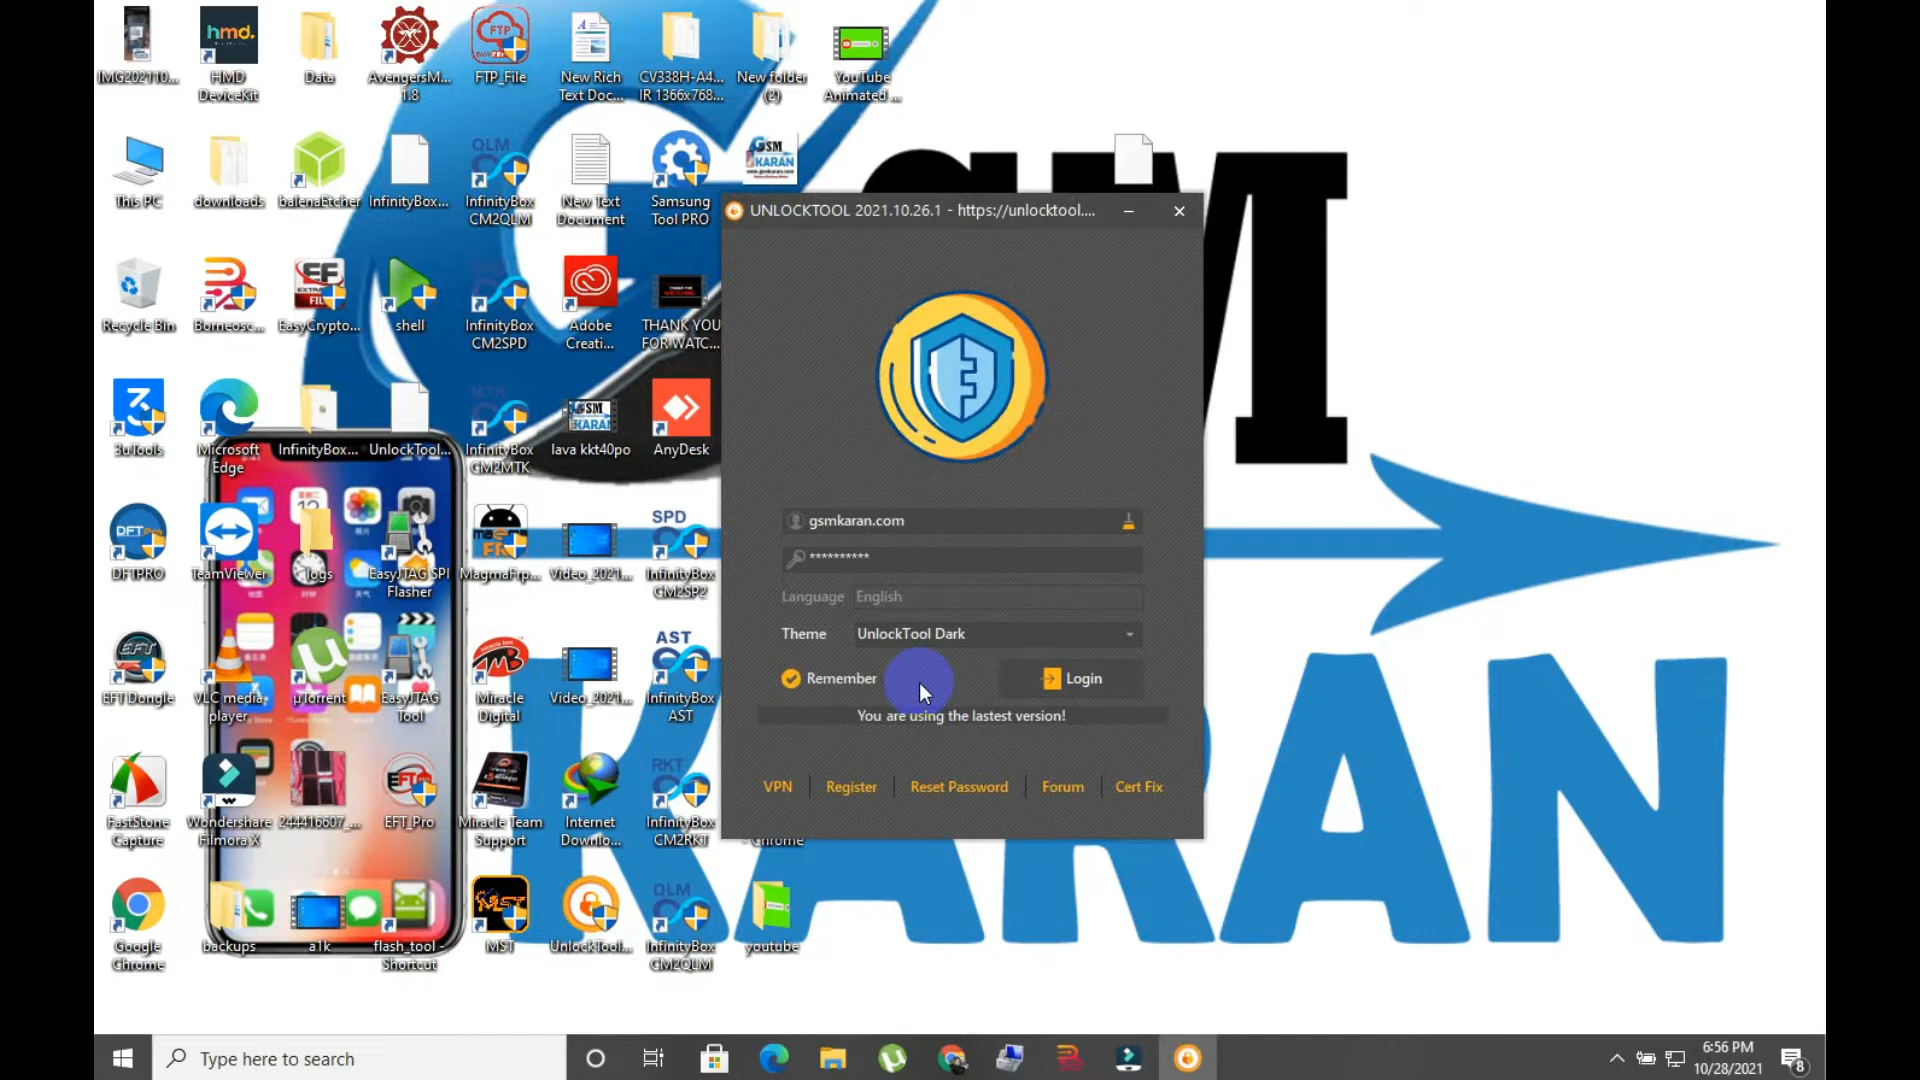 IMG202110...
HMD
DeviceKit
Data
AvengersM...
1.8
FTP_File
New Rich
Text Doc...
CV338H-A4...
IR 1366x768...
New folder
(2)
YouTube
Animated ...
This PC
downloads
balenaEtcher
InfinityBox...
InfinityBox
CM2QLM
New Text
Document
Samsung
Tool PRO
GSM
KARAN
Recycle Bin
Borneosc...
EasyCrypto...
shell
InfinityBox
CM2SPD
Adobe
Creati...
THANK YOU
FOR WATC...
3uTools
Microsoft
Edge
InfinityBox...
UnlockTool...
InfinityBox
CM2MTK
lava kkt40po
AnyDesk
DFTPRO
TeamViewer
logs
EasyJTAG SPI
Flasher
MagmaFrp...
Video_2021...
InfinityBox
CM2SP2
EFT Dongle
VLC media
player
µTorrent
EasyJTAG
Tool
Miracle
Digital
Video_2021...
InfinityBox
AST
FastStone
Capture
Wondershare
Filmora X
244416607_...
EFT_Pro
Miracle Team
Support
Internet
Downlo...
InfinityBox
CM2RKT
Chrome
Google
Chrome
backups
a1k
flash_tool -
Shortcut
MST
UnlockTool...
InfinityBox
CM2QLM
youtube
UNLOCKTOOL 2021.10.26.1 - https://unlocktool....
gsmkaran.com
**********
Language English
Theme UnlockTool Dark
Remember
Login
You are using the lastest version!
VPN
Register
Reset Password
Forum
Cert Fix
KARAN
Type here to search
6:56 PM
10/28/2021
8